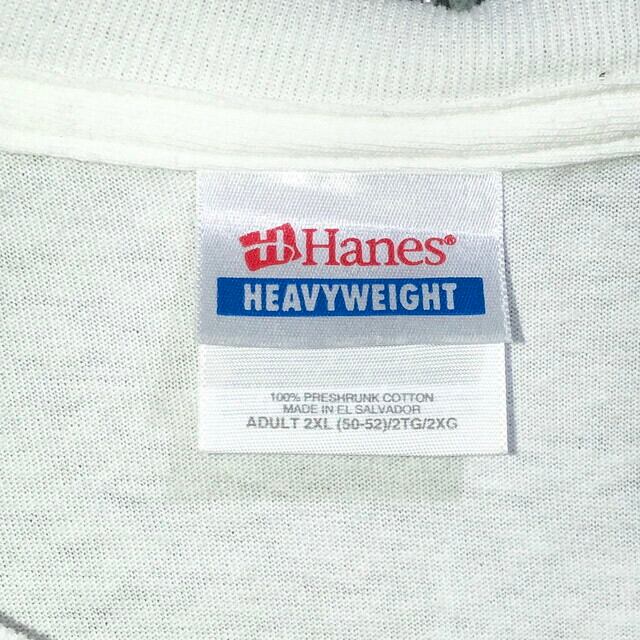 Hanes®
HEAVYWEIGHT
100% PRESHRUNK COTTON
MADE IN EL SALVADOR
ADULT 2XL (50-52)/2TG/2XG